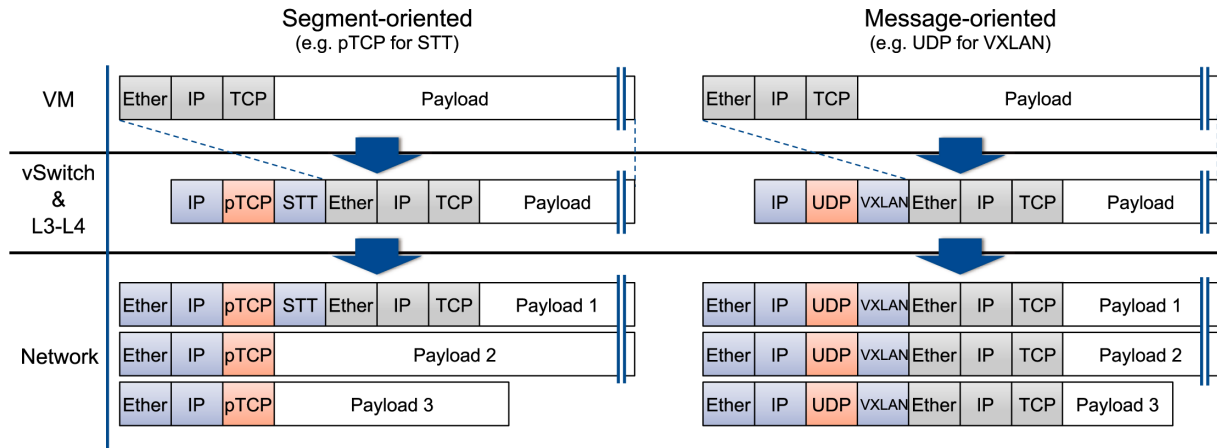 Segment-oriented
(e.g. pTCP for STT)
Message-oriented
(e.g. UDP for VXLAN)
VM
Ether IP TCP Payload
Ether IP TCP Payload
vSwitch
&
L3-L4
IP pTCP STT Ether IP TCP Payload
IP UDP VXLAN Ether IP TCP Payload
Network
Ether IP pTCP STT Ether IP TCP Payload 1
Ether IP pTCP Payload 2
Ether IP pTCP Payload 3
Ether IP UDP VXLAN Ether IP TCP Payload 1
Ether IP UDP VXLAN Ether IP TCP Payload 2
Ether IP UDP VXLAN Ether IP TCP Payload 3